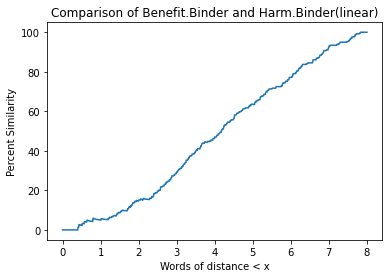 Comparison of Benefit.Binder and Harm.Binder(linear)
100
80
60
40
20
0
Percent Similarity
0 1 2 3 4 5 6 7 8
Words of distance < x